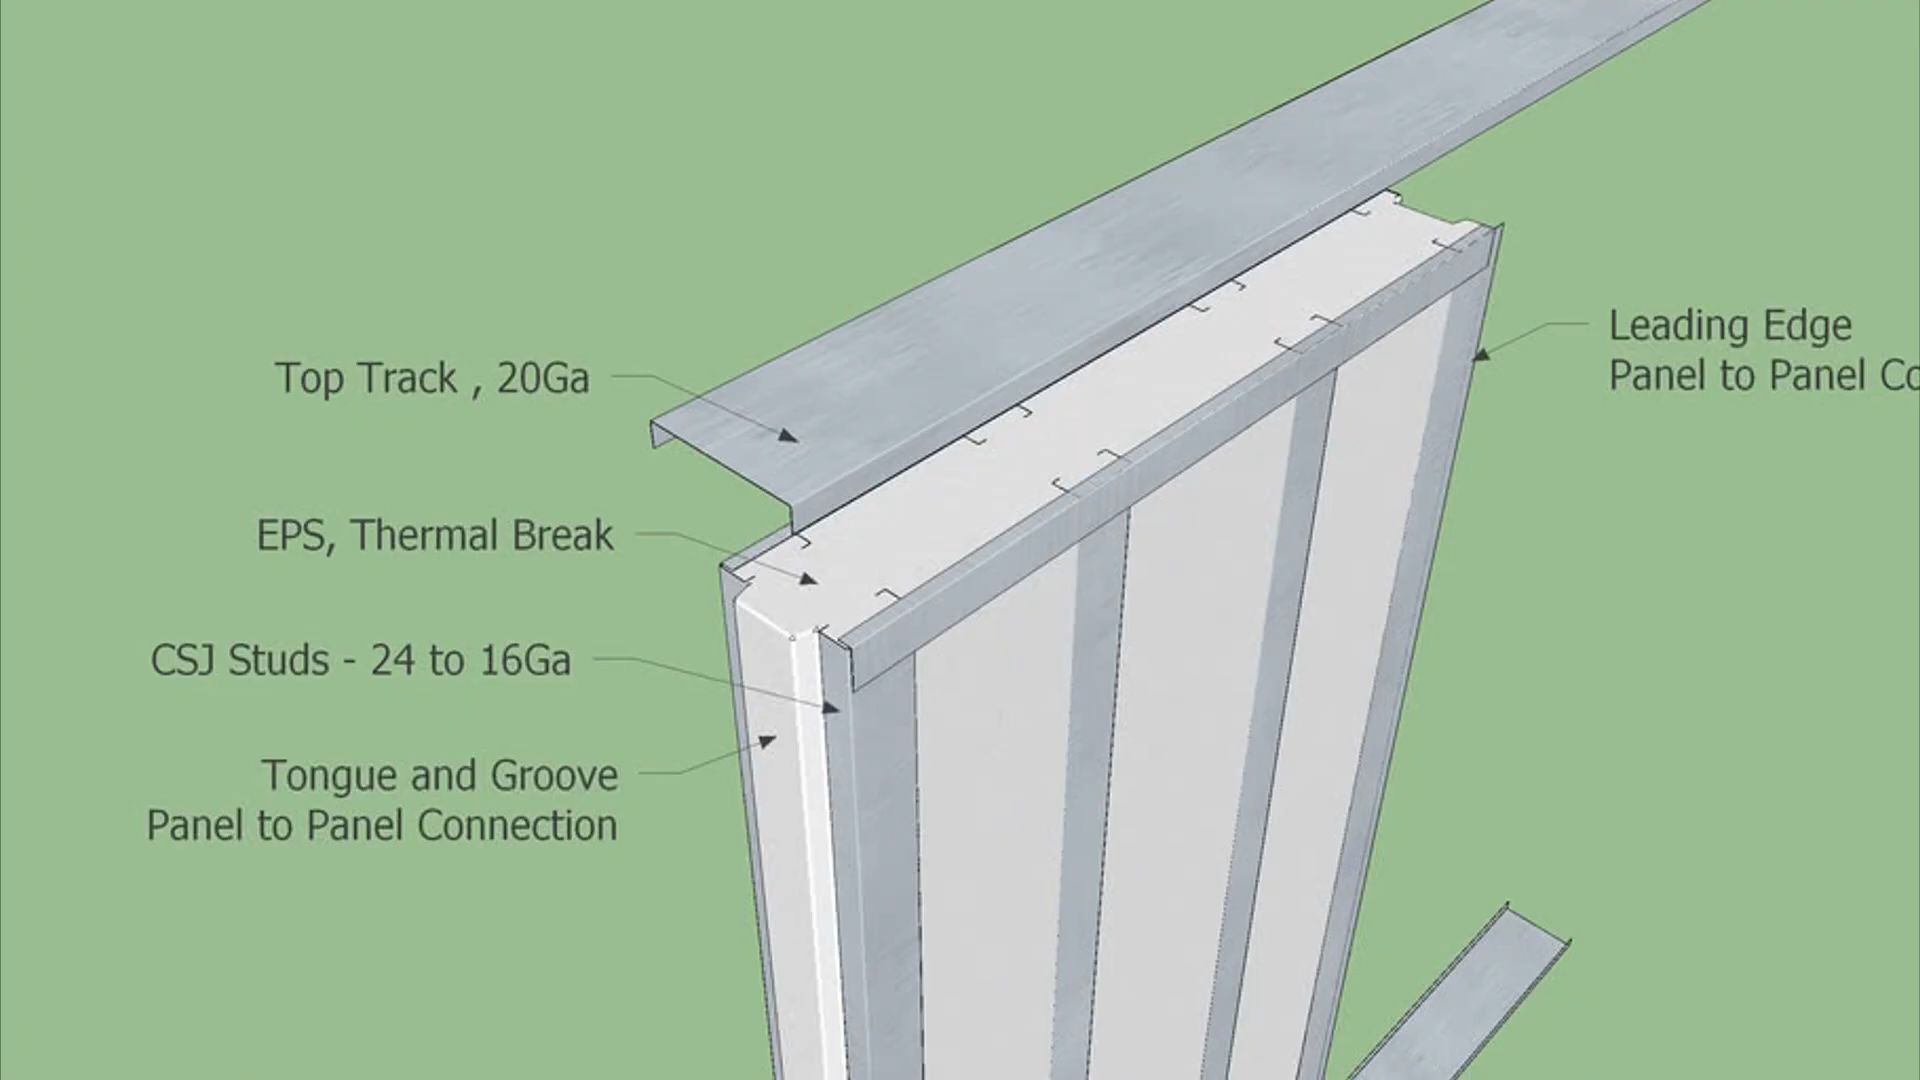 Top Track , 20Ga
EPS, Thermal Break
CSJ Studs - 24 to 16Ga
Tongue and Groove
Panel to Panel Connection
Leading Edge
Panel to Panel